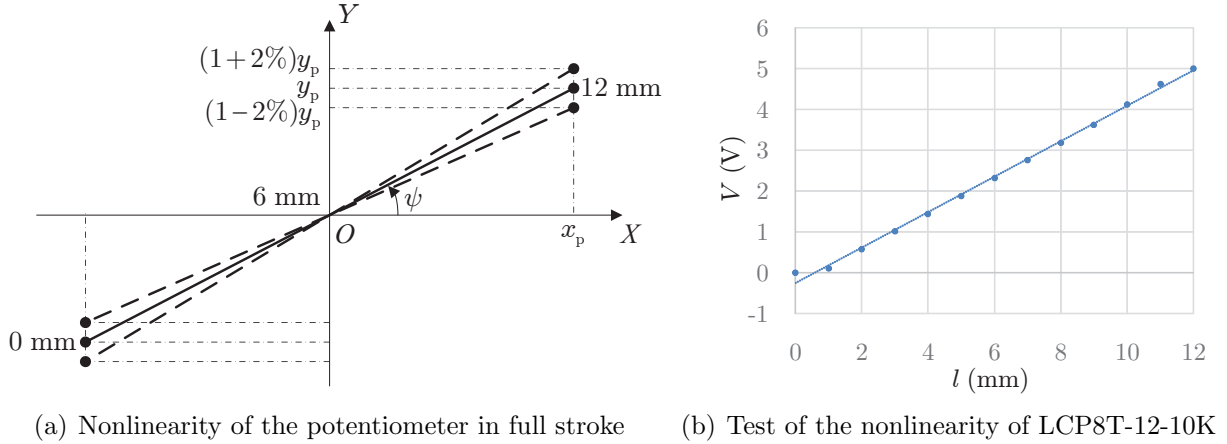 Y
(1+2%)y_p
y_p
(1−2%)y_p
12 mm
6 mm
ψ
O
x_p
X
0 mm
(a) Nonlinearity of the potentiometer in full stroke
6
5
4
3
2
1
0
-1
V (V)
0 2 4 6 8 10 12
l (mm)
(b) Test of the nonlinearity of LCP8T-12-10K